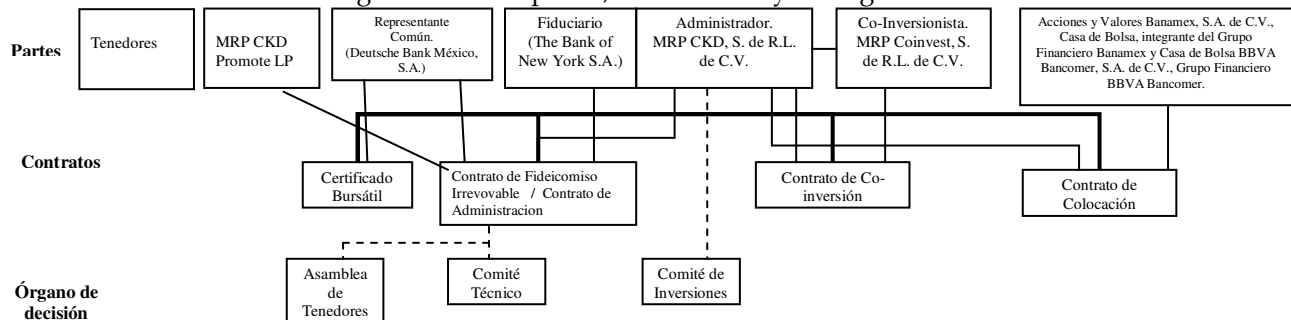 Partes
Tenedores
MRP CKD
Promote LP
Representante
Común.
(Deutsche Bank México,
S.A.)
Fiduciario
(The Bank of
New York S.A.)
Administrador.
MRP CKD, S. de R.L.
de C.V.
Co-Inversionista.
MRP Coinvest, S.
de R.L. de C.V.
Acciones y Valores Banamex, S.A. de C.V.,
Casa de Bolsa, integrante del Grupo
Financiero Banamex y Casa de Bolsa BBVA
Bancomer, S.A. de C.V., Grupo Financiero
BBVA Bancomer.
Contratos
Certificado
Bursátil
Contrato de Fideicomiso
Irrevovable / Contrato de
Administracion
Contrato de Co-
inversión
Contrato de
Colocación
Órgano de
decisión
Asamblea
de
Tenedores
Comité
Técnico
Comité de
Inversiones